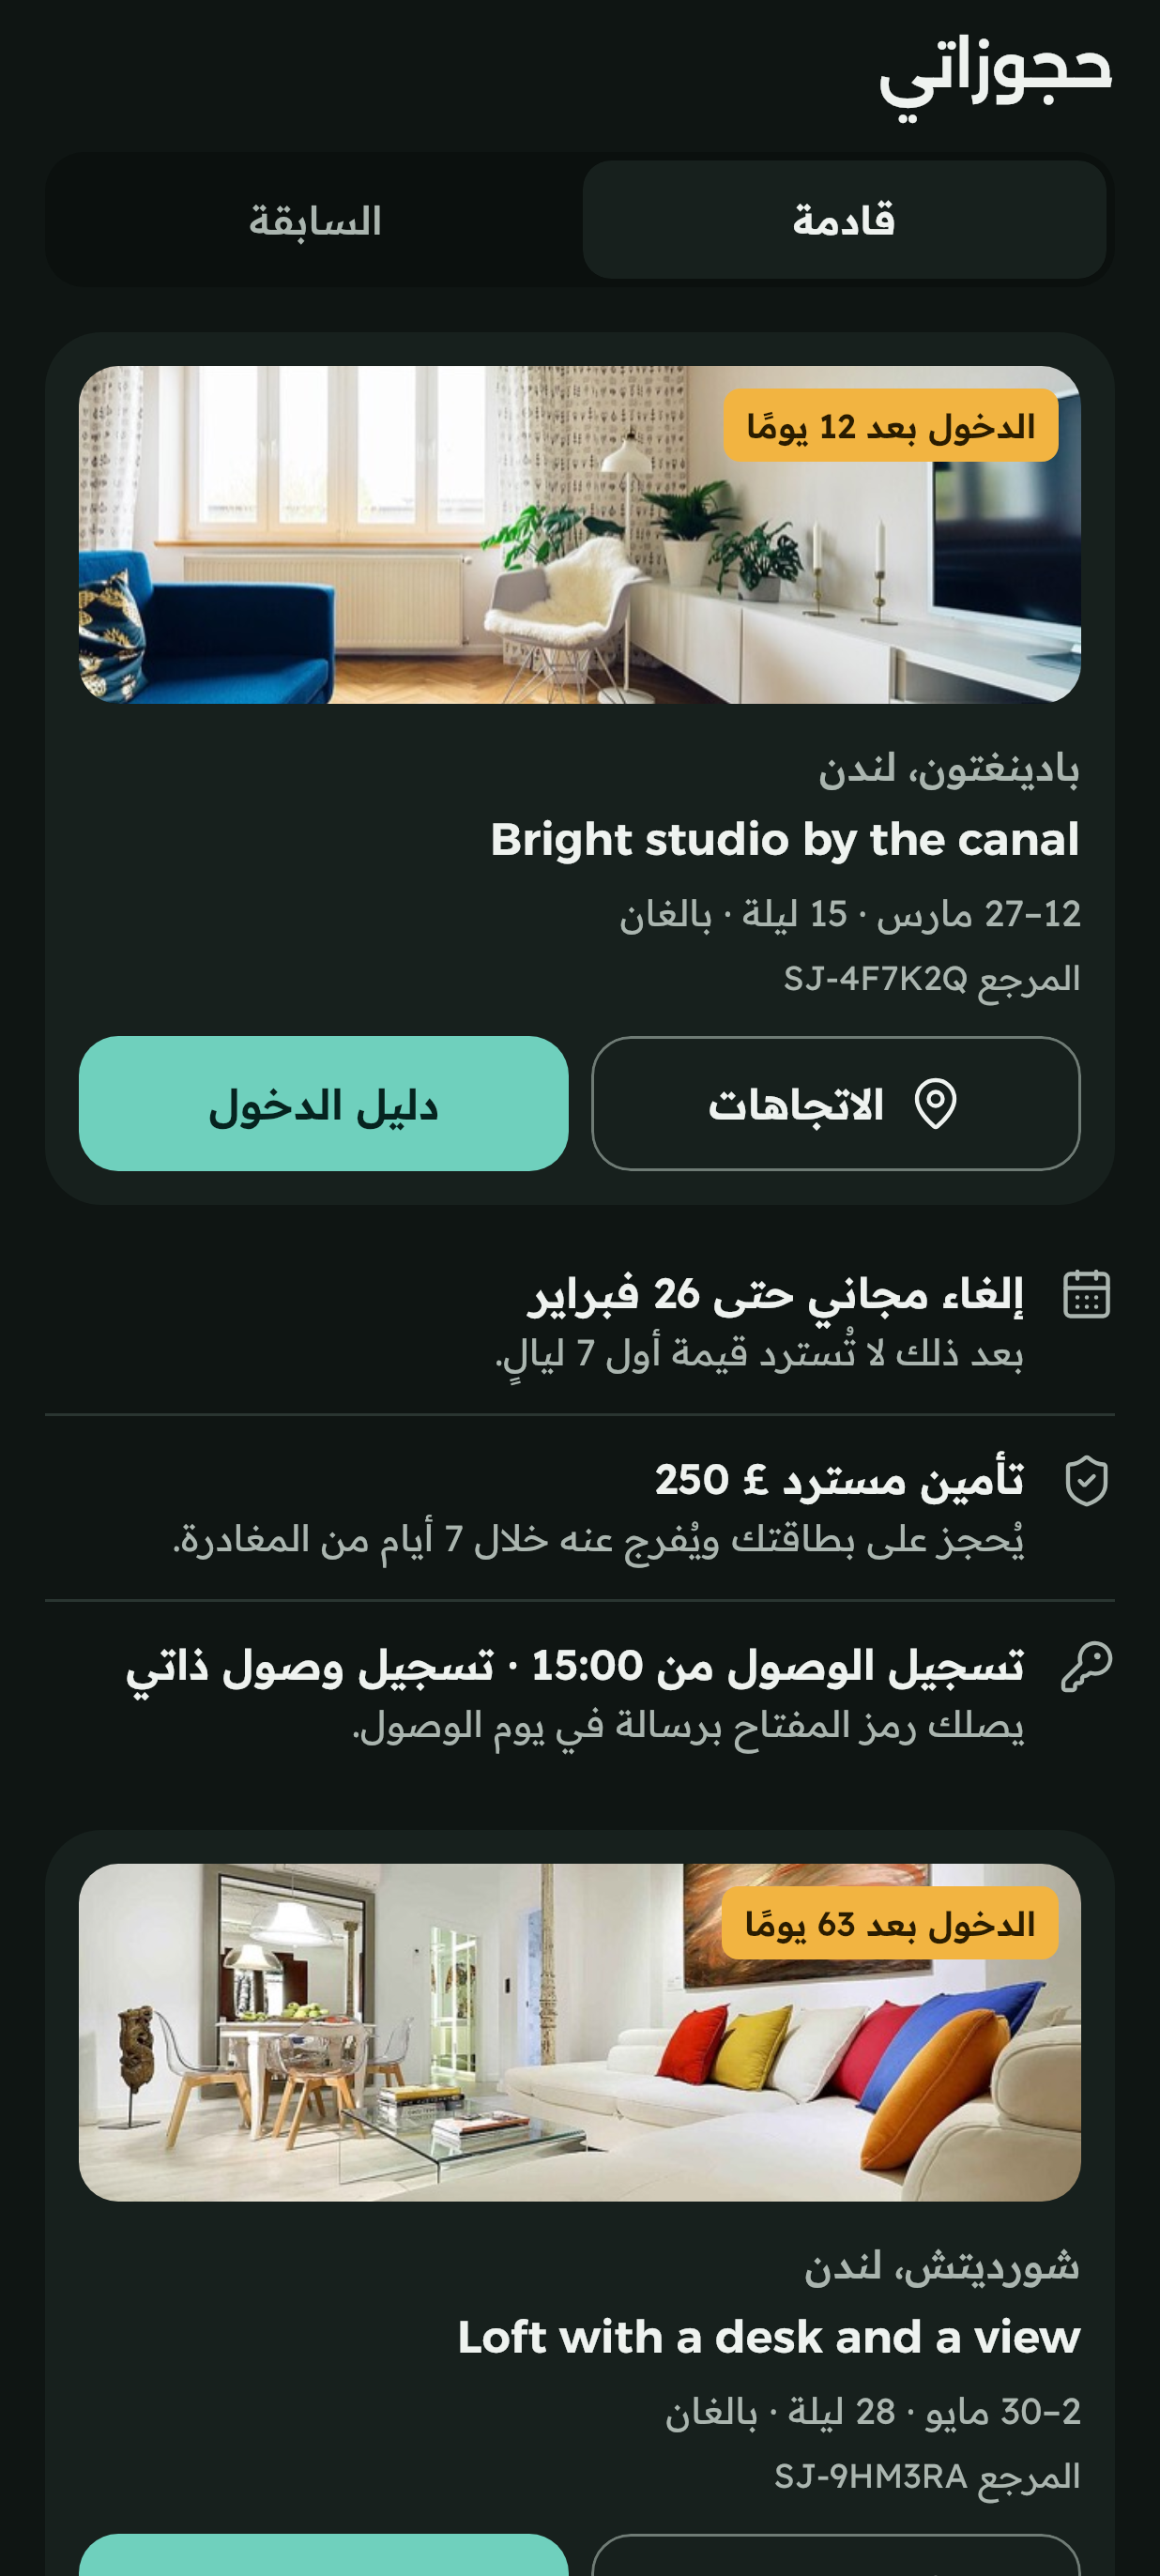 حجوزاتي
قادمة
السابقة
الدخول بعد 12 يومًا
بادينغتون، لندن
Bright studio by the canal
12–27 مارس · 15 ليلة · بالغان
المرجع SJ-4F7K2Q
الاتجاهات
دليل الدخول
إلغاء مجاني حتى 26 فبراير
بعد ذلك لا تُسترد قيمة أول 7 ليالٍ.
تأمين مسترد £ 250
يُحجز على بطاقتك ويُفرج عنه خلال 7 أيام من المغادرة.
تسجيل الوصول من 15:00 · تسجيل وصول ذاتي
يصلك رمز المفتاح برسالة في يوم الوصول.
الدخول بعد 63 يومًا
شورديتش، لندن
Loft with a desk and a view
2–30 مايو · 28 ليلة · بالغان
المرجع SJ-9HM3RA